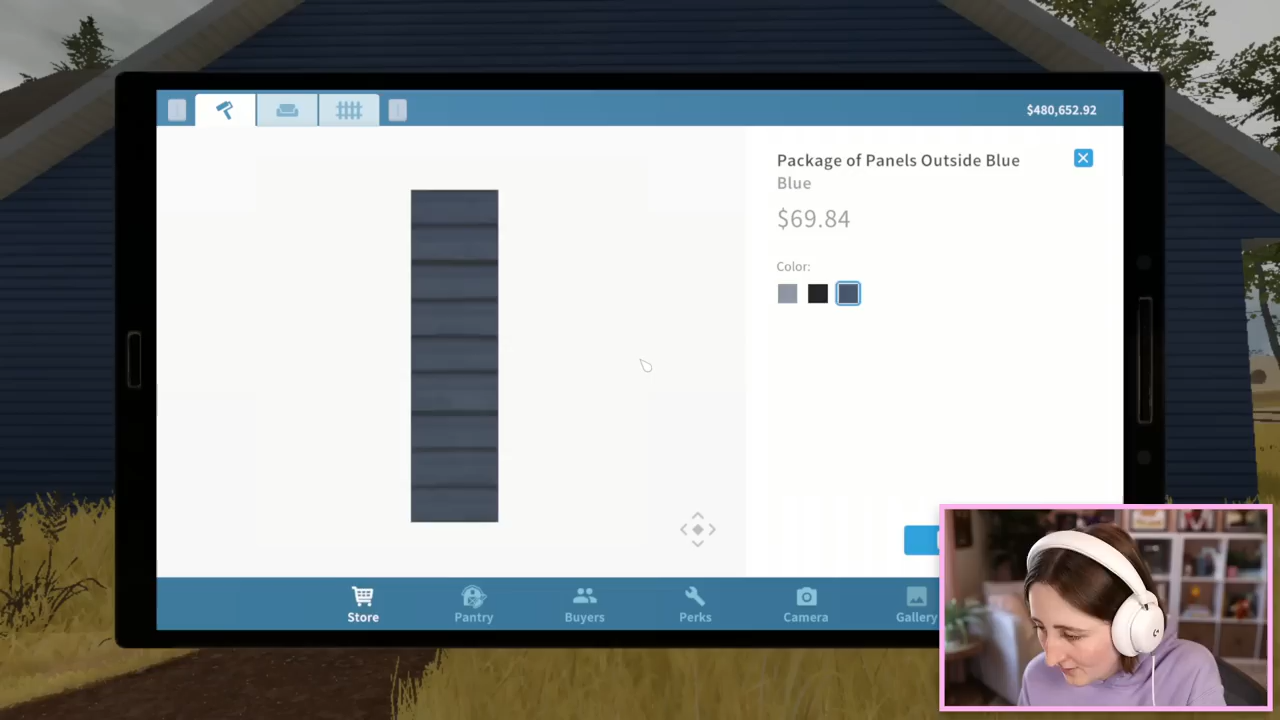 $480,652.92
Package of Panels Outside Blue
Blue
$69.84
Color:
Store
Pantry
Buyers
Perks
Camera
Gallery